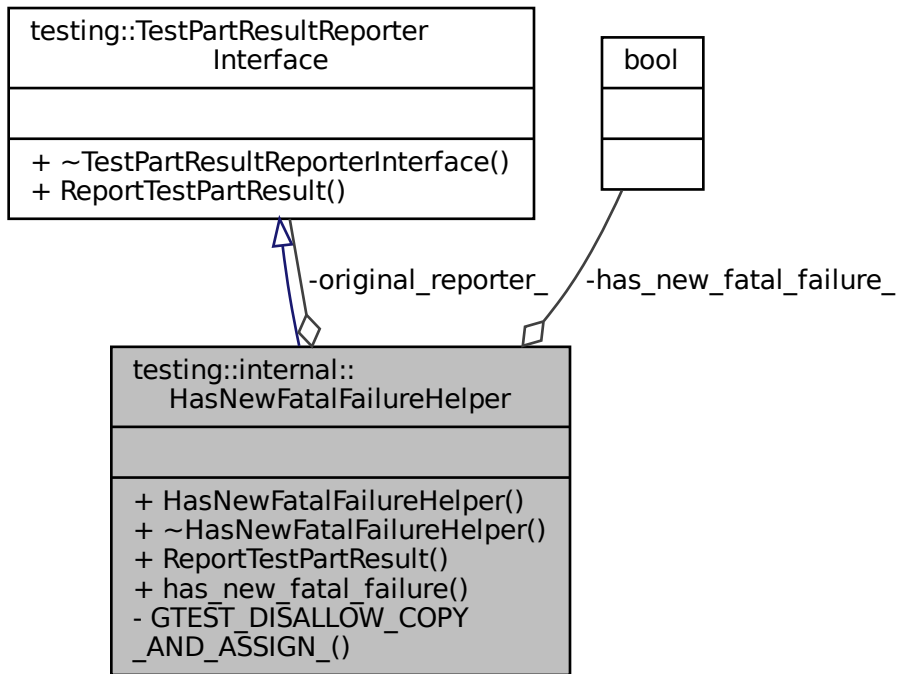 testing::TestPartResultReporter
Interface
+ ~TestPartResultReporterInterface()
+ ReportTestPartResult()
bool
-original_reporter_
-has_new_fatal_failure_
testing::internal::
HasNewFatalFailureHelper
+ HasNewFatalFailureHelper()
+ ~HasNewFatalFailureHelper()
+ ReportTestPartResult()
+ has_new_fatal_failure()
- GTEST_DISALLOW_COPY
_AND_ASSIGN_()